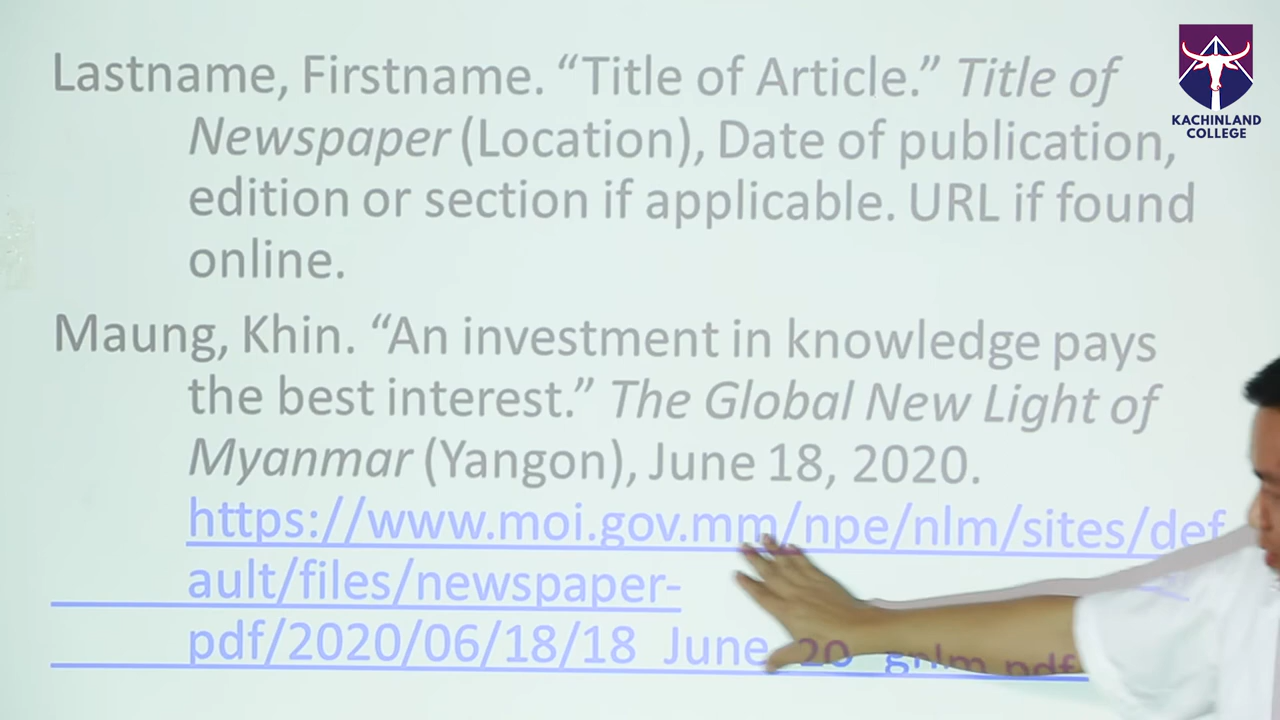 Lastname, Firstname. “Title of Article.” Title of
Newspaper (Location), Date of publication,
edition or section if applicable. URL if found
online.
Maung, Khin. “An investment in knowledge pays
the best interest.” The Global New Light of
Myanmar (Yangon), June 18, 2020.
https://www.moi.gov.mm/npe/nlm/sites/def
ault/files/newspaper-
pdf/2020/06/18/18_June_20_gnlm.pdf
KACHINLAND
COLLEGE